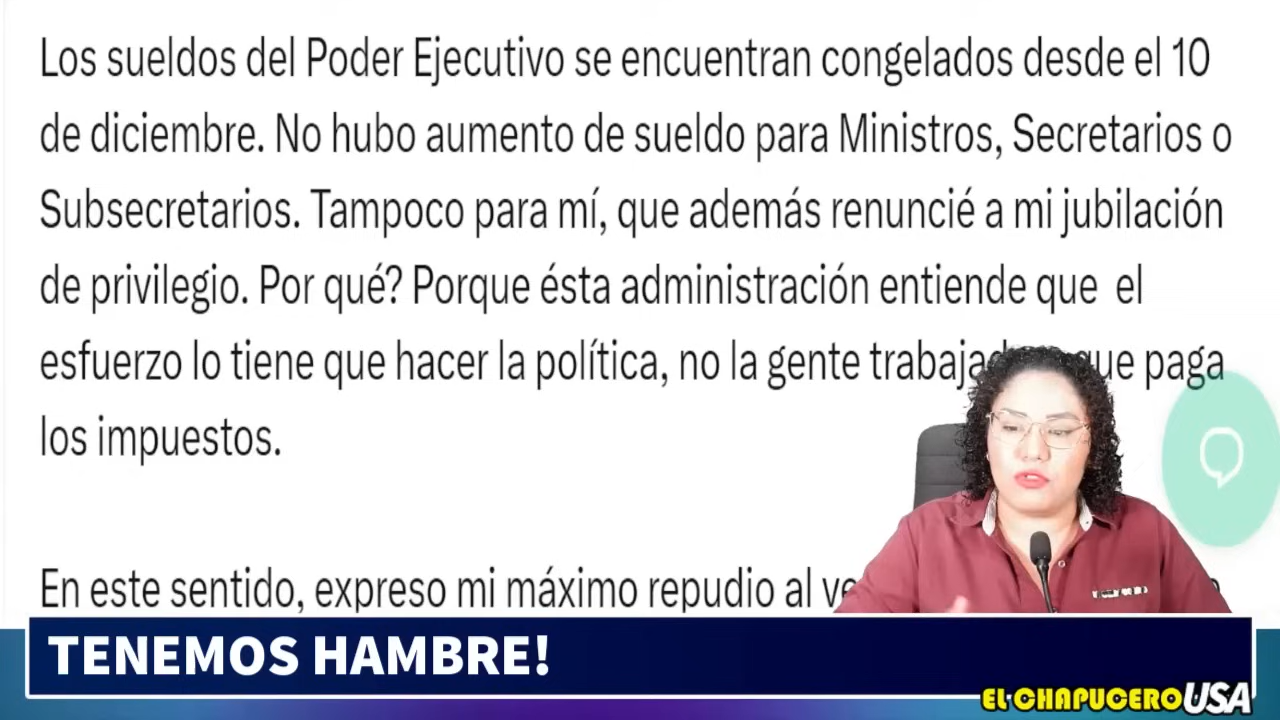 Los sueldos del Poder Ejecutivo se encuentran congelados desde el 10
de diciembre. No hubo aumento de sueldo para Ministros, Secretarios o
Subsecretarios. Tampoco para mí, que además renuncié a mi jubilación
de privilegio. Por qué? Porque ésta administración entiende que el
esfuerzo lo tiene que hacer la política, no la gente que paga
los impuestos.
En este sentido, expreso mi máximo repudio al
TENEMOS HAMBRE!
EL CHAPUCERO USA